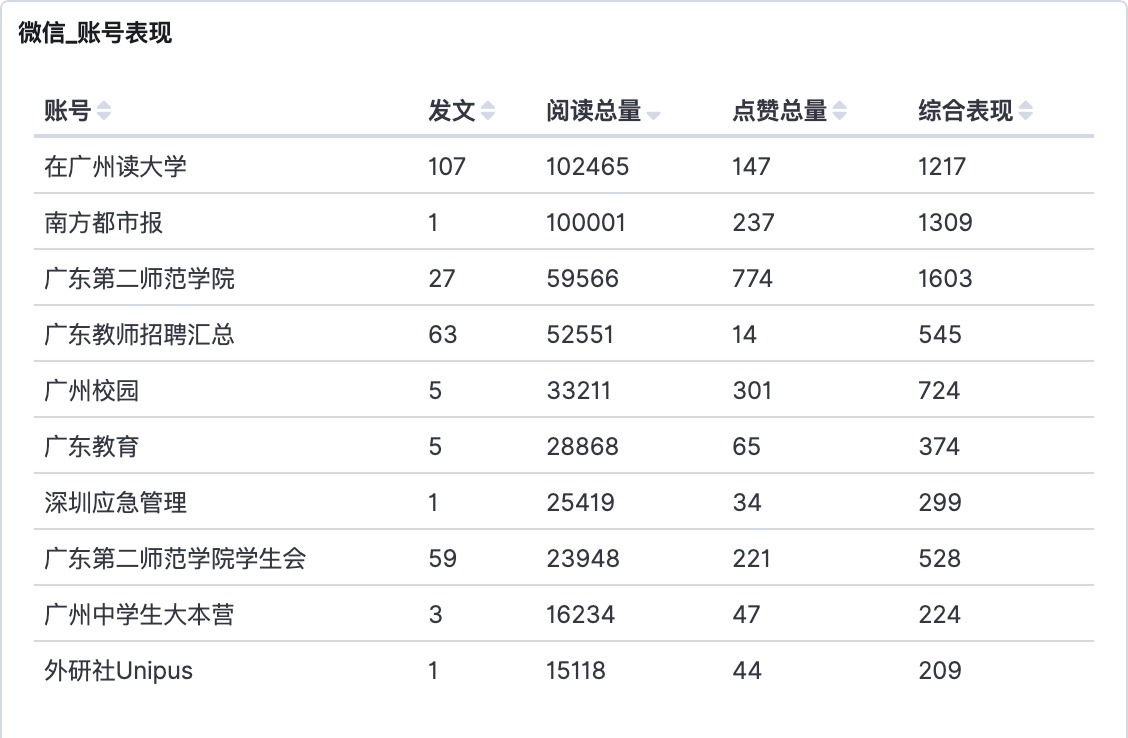 微信_账号表现
账号 发文 阅读总量 点赞总量 综合表现
在广州读大学 107 102465 147 1217
南方都市报 1 100001 237 1309
广东第二师范学院 27 59566 774 1603
广东教师招聘汇总 63 52551 14 545
广州校园 5 33211 301 724
广东教育 5 28868 65 374
深圳应急管理 1 25419 34 299
广东第二师范学院学生会 59 23948 221 528
广州中学生大本营 3 16234 47 224
外研社Unipus 1 15118 44 209